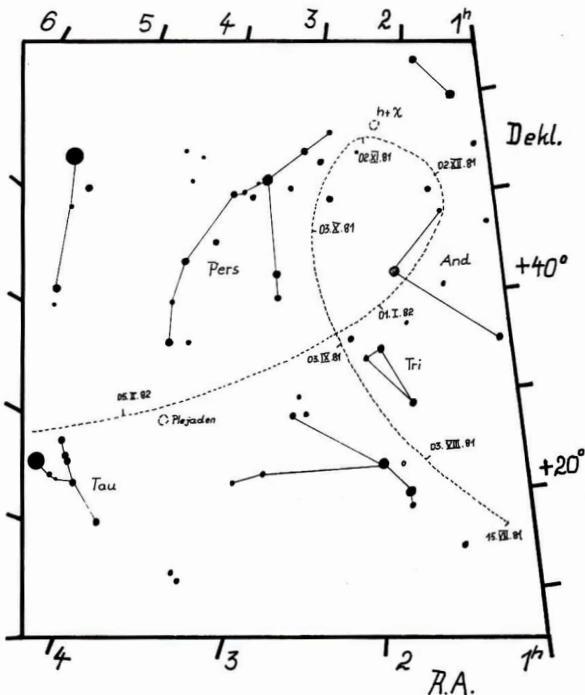 6 5 4 3 2 1h
h+χ
Dekl.
02.XI.81
02.XII.81
03.X.81
And
Pers
+40°
01.I.82
03.IX.81
Tri
05.II.82
Plejaden
03.VIII.81
+20°
Tau
15.VII.81
4 3 2 1h
R.A.